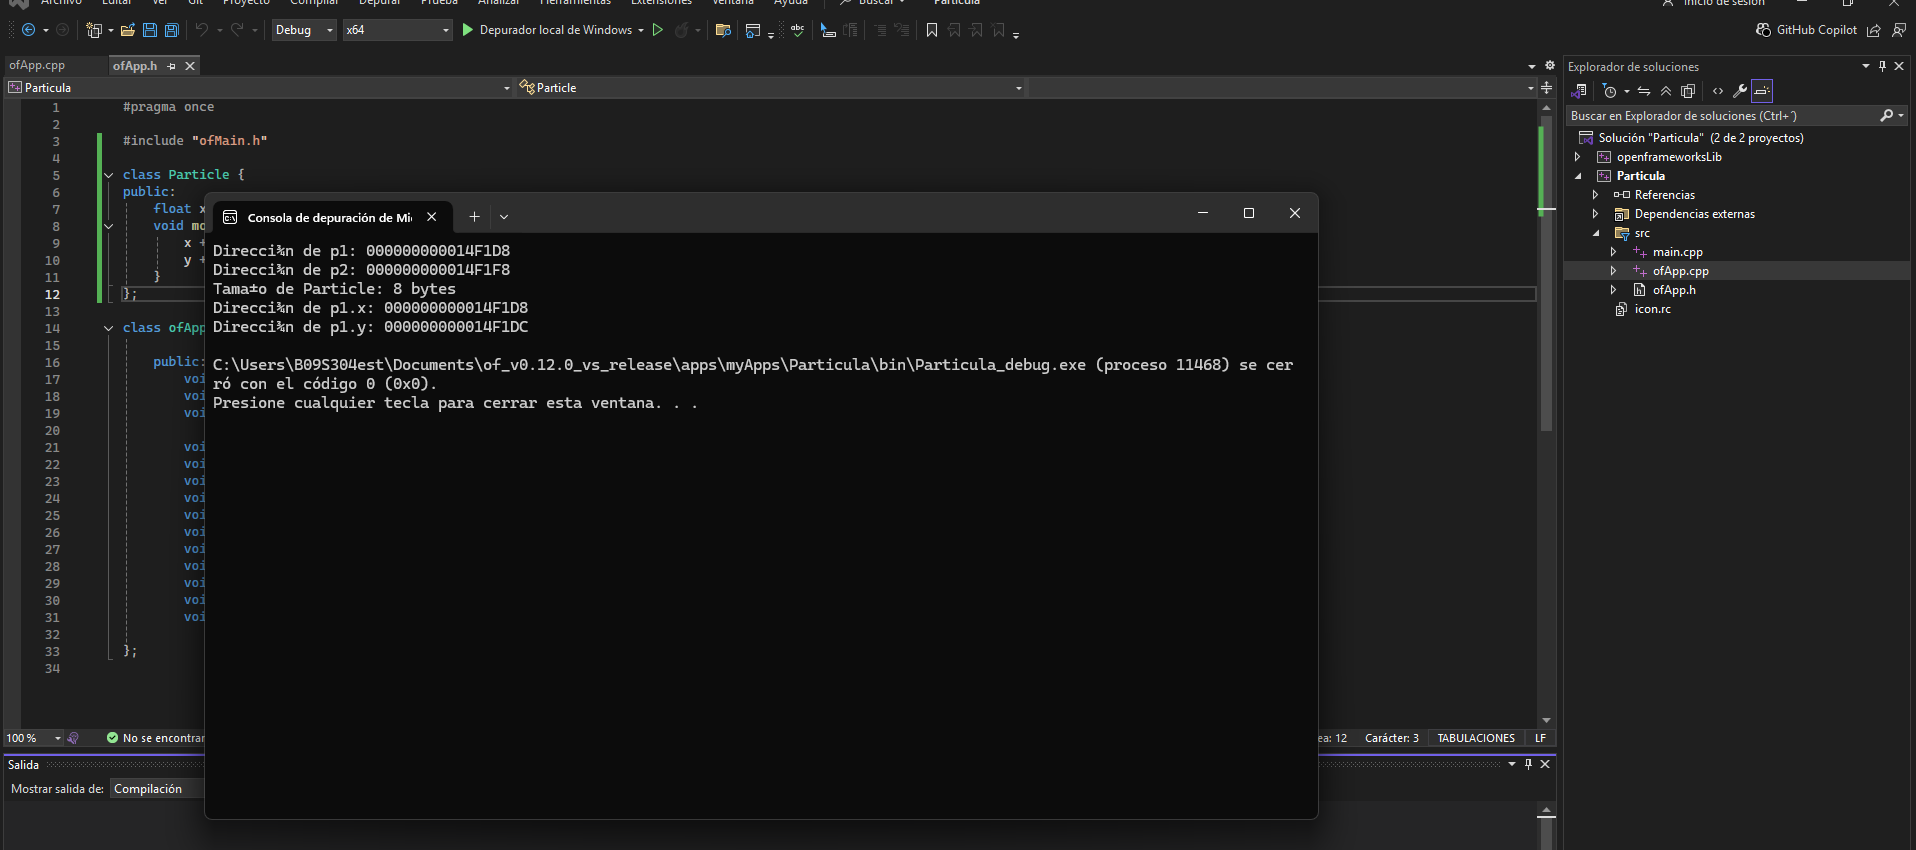 Archivo Editar Ver Git Proyecto Compilar Depurar Prueba Analizar Herramientas Extensiones Ventana Ayuda Buscar Particula Inicio de sesión
Debug x64 Depurador local de Windows GitHub Copilot
ofApp.cpp ofApp.h
Particula Particle
1 #pragma once
2
3 #include "ofMain.h"
4
5 class Particle {
6 public:
7 float x
8 void mo
9 x +
10 y +
11 }
12 };
13
14 class ofApp
15
16 public:
17 voi
18 voi
19 voi
20
21 voi
22 voi
23 voi
24 voi
25 voi
26 voi
27 voi
28 voi
29 voi
30 voi
31 voi
32
33 };
34
Consola de depuración de Mi
Direcci¾n de p1: 000000000014F1D8
Direcci¾n de p2: 000000000014F1F8
Tama±o de Particle: 8 bytes
Direcci¾n de p1.x: 000000000014F1D8
Direcci¾n de p1.y: 000000000014F1DC
C:\Users\B09S304est\Documents\of_v0.12.0_vs_release\apps\myApps\Particula\bin\Particula_debug.exe (proceso 11468) se cer
ró con el código 0 (0x0).
Presione cualquier tecla para cerrar esta ventana. . .
100 % No se encontrar ea: 12 Carácter: 3 TABULACIONES LF
Salida
Mostrar salida de: Compilación
Explorador de soluciones
Buscar en Explorador de soluciones (Ctrl+´)
Solución "Particula" (2 de 2 proyectos)
openframeworksLib
Particula
Referencias
Dependencias externas
src
main.cpp
ofApp.cpp
ofApp.h
icon.rc